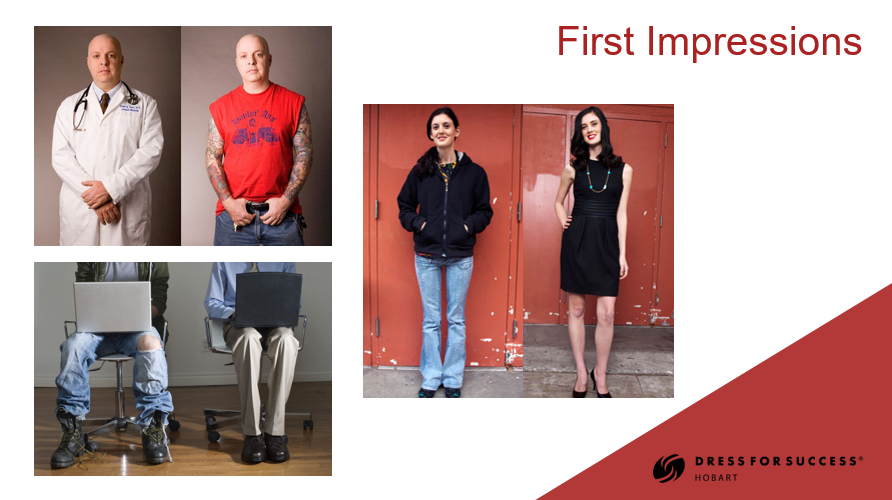 First Impressions
DRESS FOR SUCCESS®
HOBART